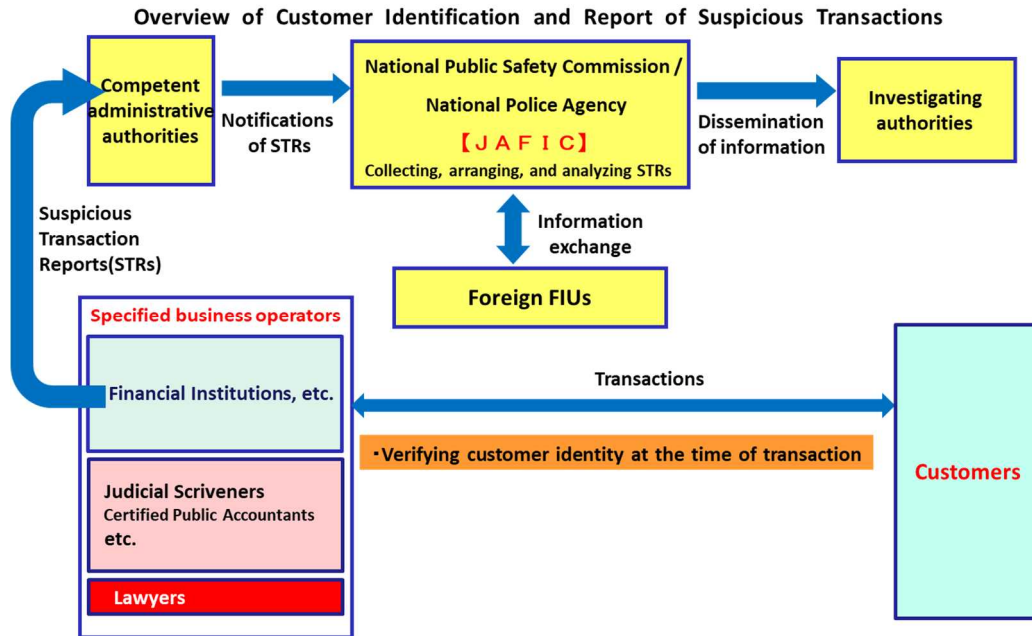 Overview of Customer Identification and Report of Suspicious Transactions
Competent
administrative
authorities
Notifications
of STRs
National Public Safety Commission /
National Police Agency
【ＪＡＦＩＣ】
Collecting, arranging, and analyzing STRs
Dissemination
of information
Investigating
authorities
Suspicious
Transaction
Reports(STRs)
Information
exchange
Foreign FIUs
Specified business operators
Financial Institutions, etc.
Transactions
・Verifying customer identity at the time of transaction
Customers
Judicial Scriveners
Certified Public Accountants
etc.
Lawyers